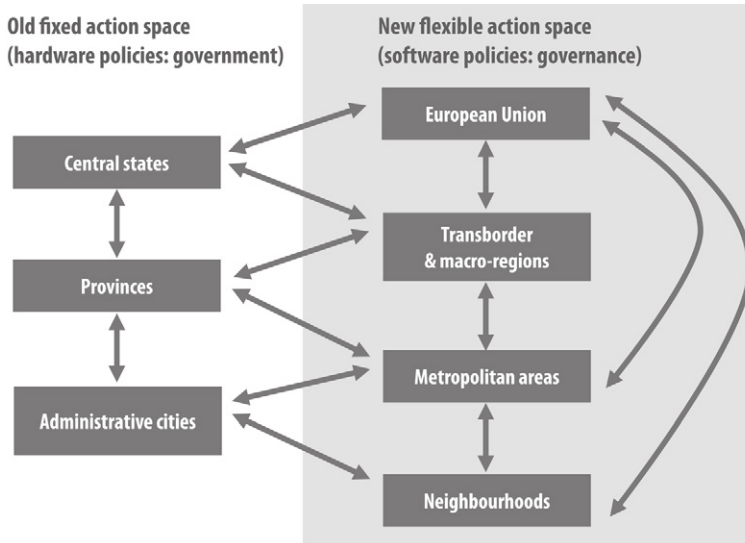 Old fixed action space
(hardware policies: government)
New flexible action space
(software policies: governance)
European Union
Central states
Transborder
& macro-regions
Provinces
Metropolitan areas
Administrative cities
Neighbourhoods